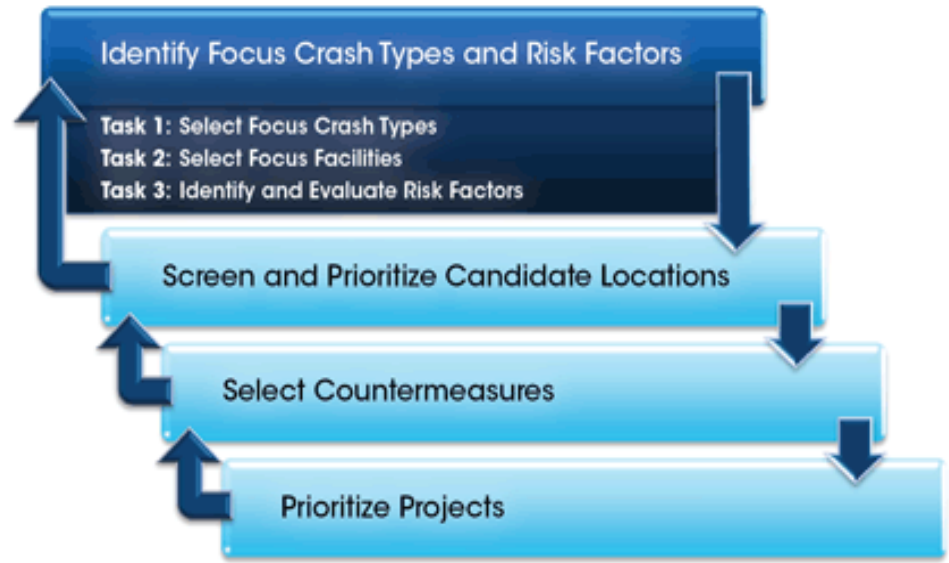 Identify Focus Crash Types and Risk Factors
Task 1: Select Focus Crash Types
Task 2: Select Focus Facilities
Task 3: Identify and Evaluate Risk Factors
Screen and Prioritize Candidate Locations
Select Countermeasures
Prioritize Projects